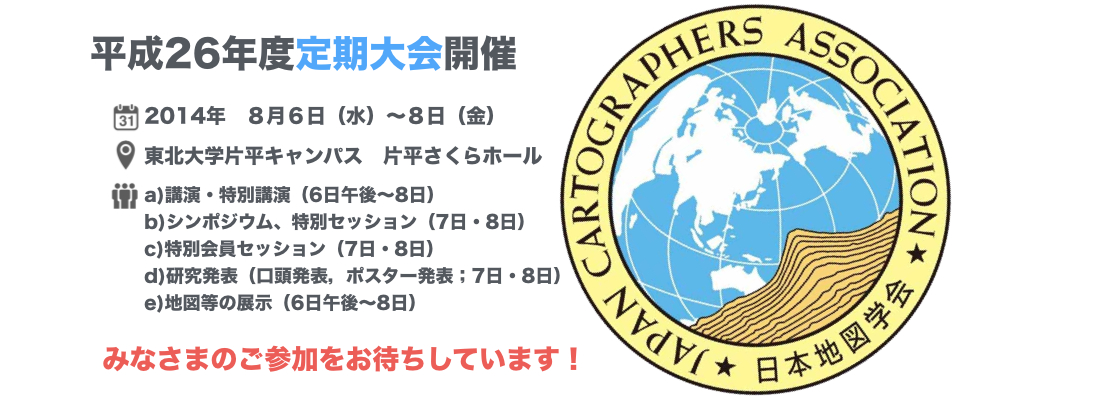 平成26年度定期大会開催
31
2014年　８月６日（水）〜８日（金）
東北大学片平キャンパス　片平さくらホール
a)講演・特別講演（6日午後〜8日）
b)シンポジウム、特別セッション（7日・8日）
c)特別会員セッション（7日・8日）
d)研究発表（口頭発表，ポスター発表；7日・8日）
e)地図等の展示（6日午後〜8日）
みなさまのご参加をお待ちしています！
JAPAN CARTOGRAPHERS ASSOCIATION
★日本地図学会★